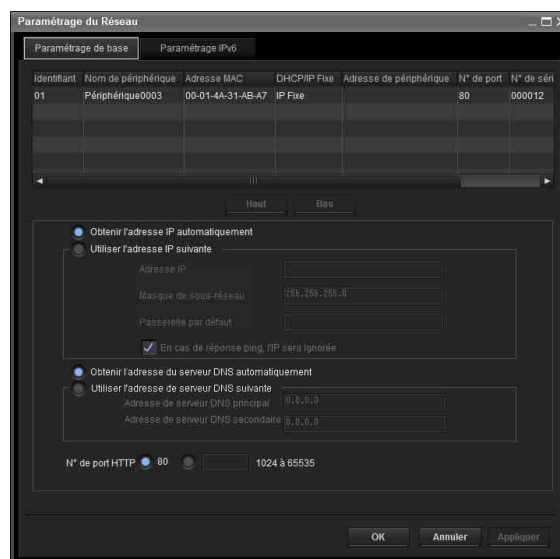 Paramétrage du Réseau
Paramétrage de base Paramétrage IPv6
Identifiant Nom de périphérique Adresse MAC DHCP/IP Fixe Adresse de périphérique N° de port N° de séri
01 Périphérique0003 00-01-4A-31-AB-A7 IP Fixe 80 000012
Haut Bas
Obtenir l'adresse IP automatiquement
Utiliser l'adresse IP suivante
Adresse IP
Masque de sous-réseau 255.255.255.0
Passerelle par défaut
En cas de réponse ping, l'IP sera ignorée
Obtenir l'adresse du serveur DNS automatiquement
Utiliser l'adresse de serveur DNS suivante
Adresse de serveur DNS principal 0.0.0.0
Adresse de serveur DNS secondaire 0.0.0.0
N° de port HTTP 80 1024 à 65535
OK Annuler Appliquer